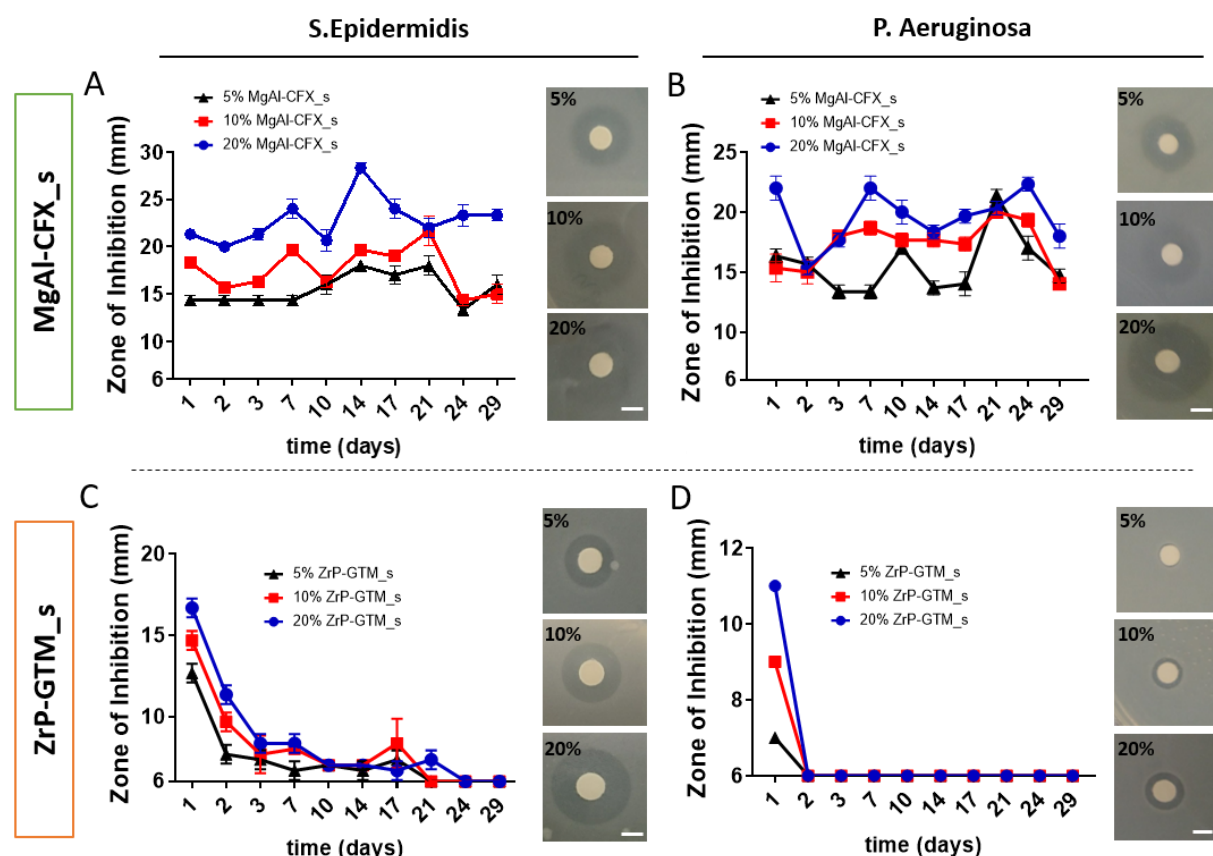 S.Epidermidis
P. Aeruginosa
MgAl-CFX_s
A
5% MgAl-CFX_s
10% MgAl-CFX_s
20% MgAl-CFX_s
Zone of Inhibition (mm)
30
25
20
15
10
6
1 2 3 7 10 14 17 21 24 29
time (days)
5%
10%
20%
B
5% MgAl-CFX_s
10% MgAl-CFX_s
20% MgAl-CFX_s
Zone of Inhibition (mm)
25
20
15
10
6
1 2 3 7 10 14 17 21 24 29
time (days)
5%
10%
20%
ZrP-GTM_s
C
5% ZrP-GTM_s
10% ZrP-GTM_s
20% ZrP-GTM_s
Zone of Inhibition (mm)
20
15
10
6
1 2 3 7 10 14 17 21 24 29
time (days)
5%
10%
20%
D
5% ZrP-GTM_s
10% ZrP-GTM_s
20% ZrP-GTM_s
Zone of Inhibition (mm)
12
10
8
6
1 2 3 7 10 14 17 21 24 29
time (days)
5%
10%
20%